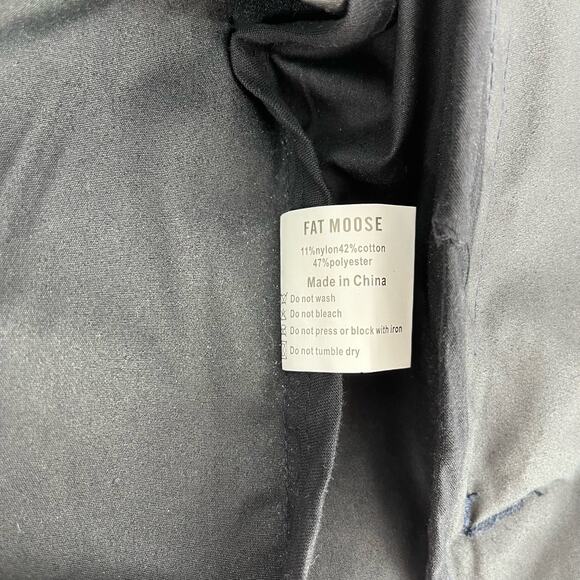 FAT MOOSE
11%nylon42%cotton
47%polyester
Made in China
Do not wash
Do not bleach
Do not press or block with iron
Do not tumble dry